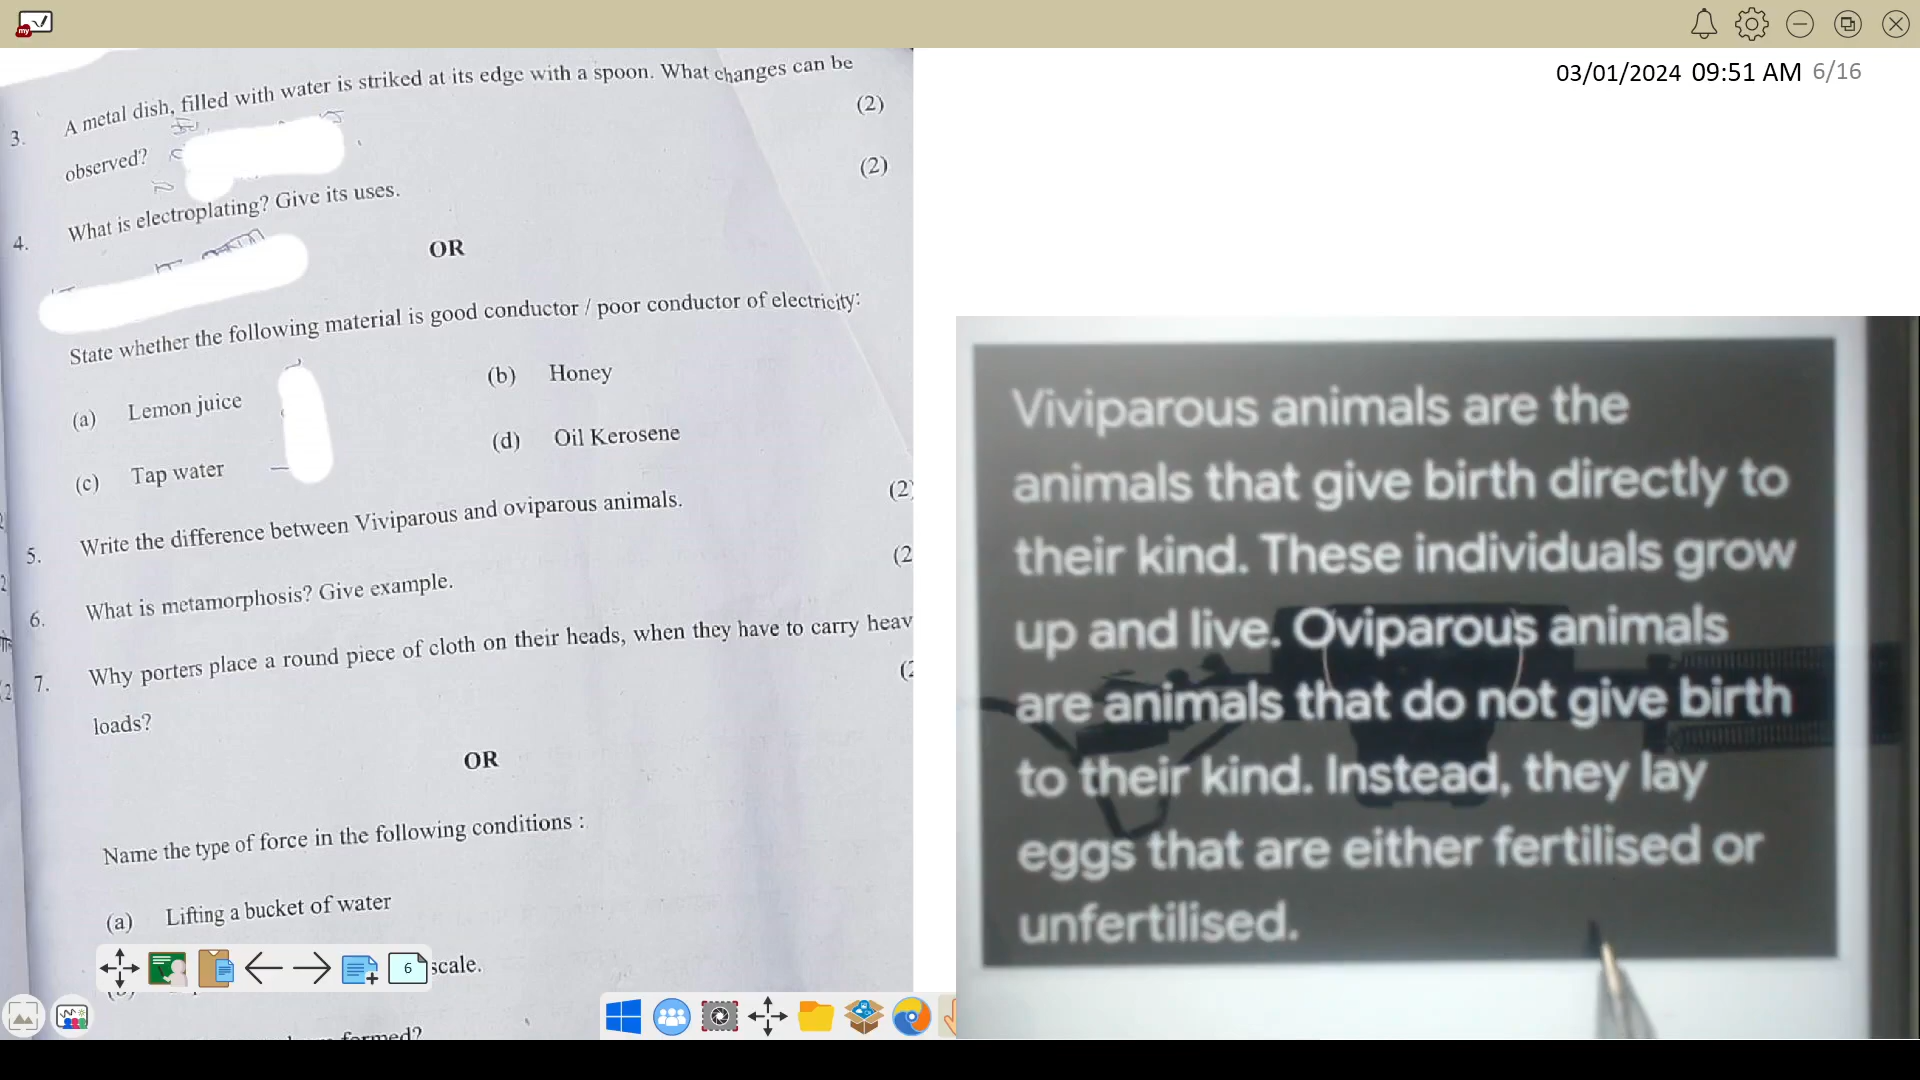 03/01/2024 09:51 AM 6/16
3. A metal dish, filled with water is striked at its edge with a spoon. What changes can be
observed? (2)
4. What is electroplating? Give its uses. (2)
OR
State whether the following material is good conductor / poor conductor of electricity:
(a) Lemon juice (b) Honey
(c) Tap water (d) Oil Kerosene
5. Write the difference between Viviparous and oviparous animals. (2)
6. What is metamorphosis? Give example. (2
7. Why porters place a round piece of cloth on their heads, when they have to carry heav
loads? (2
OR
Name the type of force in the following conditions :
(a) Lifting a bucket of water
scale.
formed?
6
Viviparous animals are the
animals that give birth directly to
their kind. These individuals grow
up and live. Oviparous animals
are animals that do not give birth
to their kind. Instead, they lay
eggs that are either fertilised or
unfertilised.